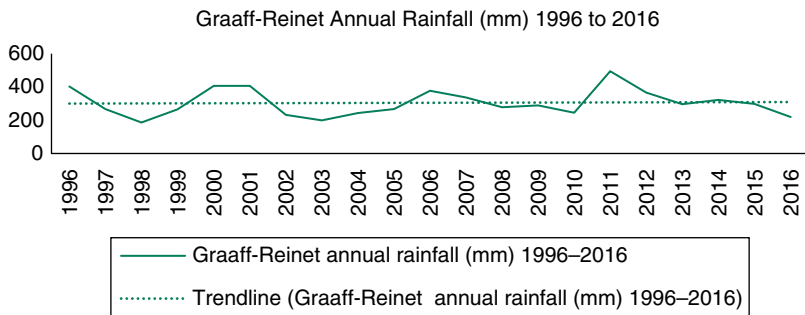 Graaff-Reinet Annual Rainfall (mm) 1996 to 2016
600
400
200
0
1996 1997 1998 1999 2000 2001 2002 2003 2004 2005 2006 2007 2008 2009 2010 2011 2012 2013 2014 2015 2016
Graaff-Reinet annual rainfall (mm) 1996–2016
Trendline (Graaff-Reinet annual rainfall (mm) 1996–2016)